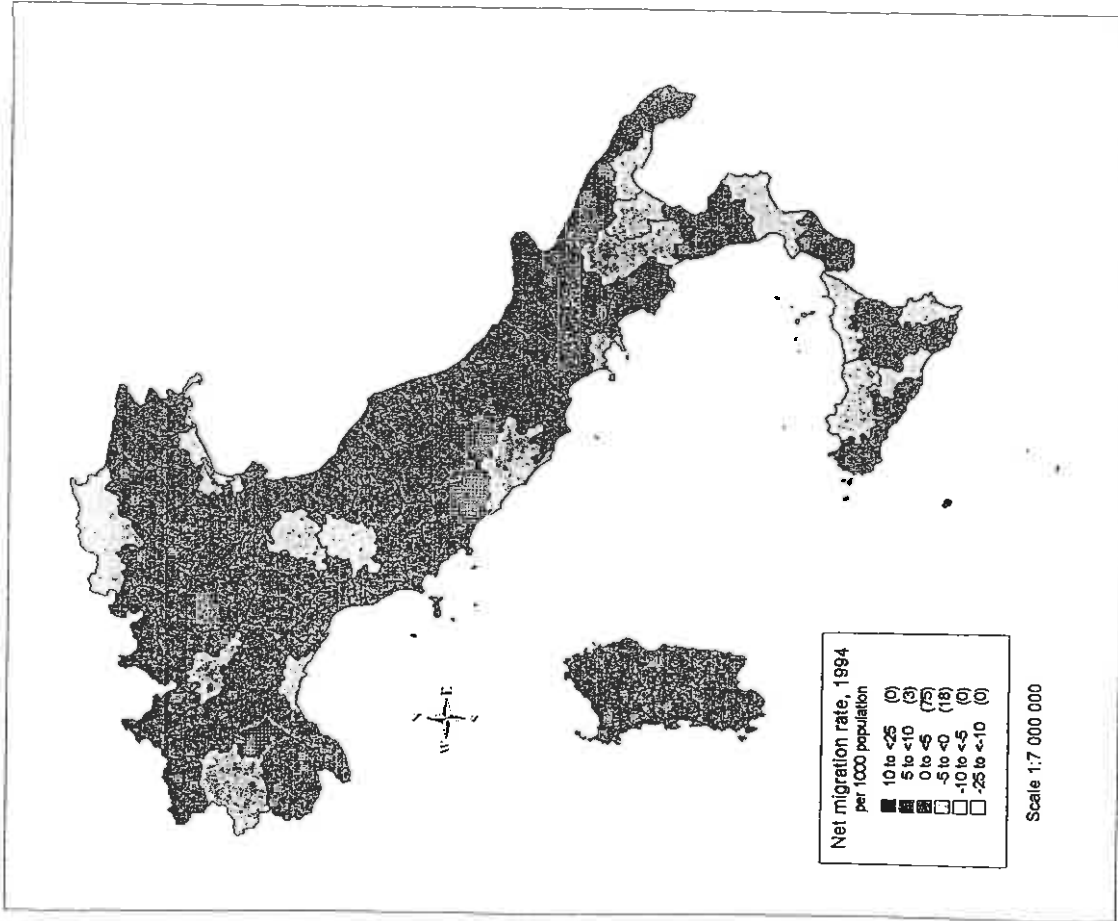 W E
Net migration rate, 1994
per 1000 population
10 to <25 (0)
5 to <10 (3)
0 to <5 (75)
-5 to <0 (18)
-10 to <-5 (0)
-25 to <-10 (0)
Scale 1:7 000 000